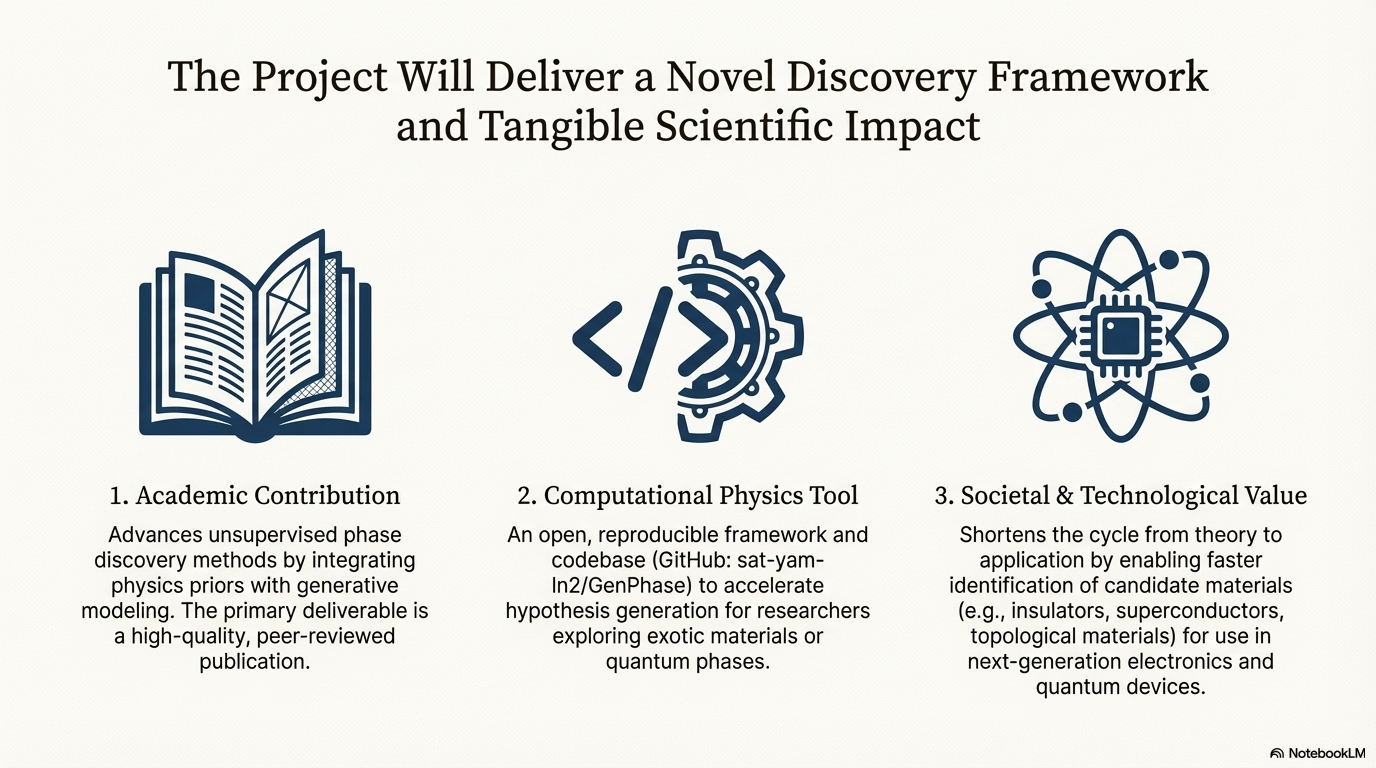 The Project Will Deliver a Novel Discovery Framework
and Tangible Scientific Impact
1. Academic Contribution
Advances unsupervised phase
discovery methods by integrating
physics priors with generative
modeling. The primary deliverable is
a high-quality, peer-reviewed
publication.
2. Computational Physics Tool
An open, reproducible framework and
codebase (GitHub: sat-yam-
ln2/GenPhase) to accelerate
hypothesis generation for researchers
exploring exotic materials or
quantum phases.
3. Societal & Technological Value
Shortens the cycle from theory to
application by enabling faster
identification of candidate materials
(e.g., insulators, superconductors,
topological materials) for use in
next-generation electronics and
quantum devices.
NotebookLM